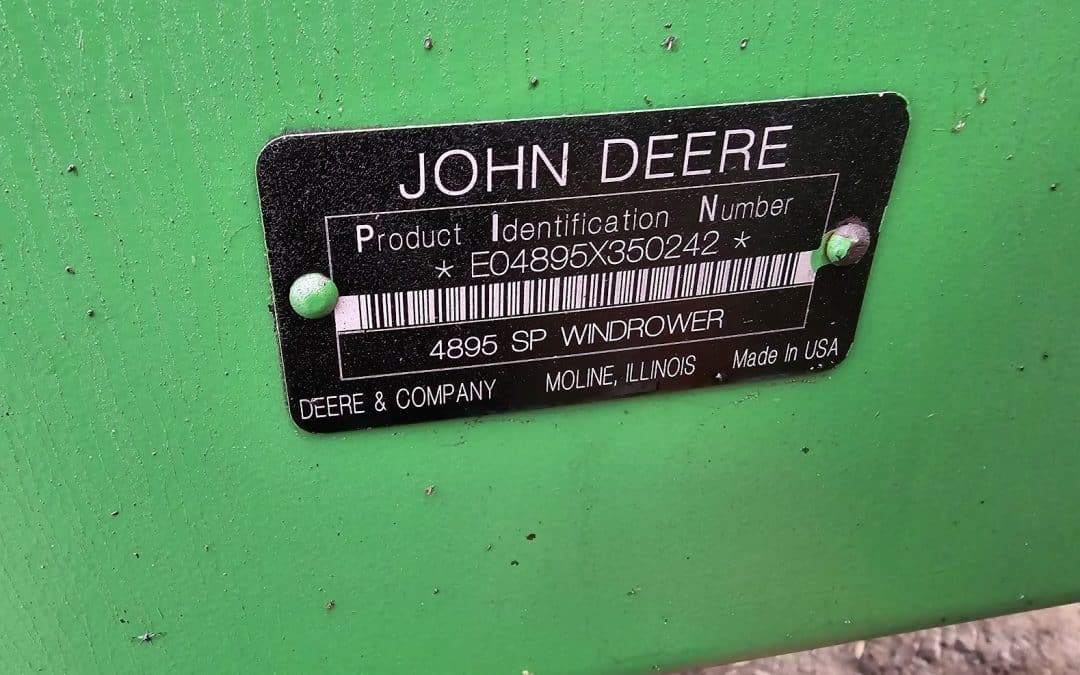 JOHN DEERE
Product Identification Number
* E04895X350242 *
4895 SP WINDROWER
DEERE & COMPANY MOLINE, ILLINOIS Made In USA